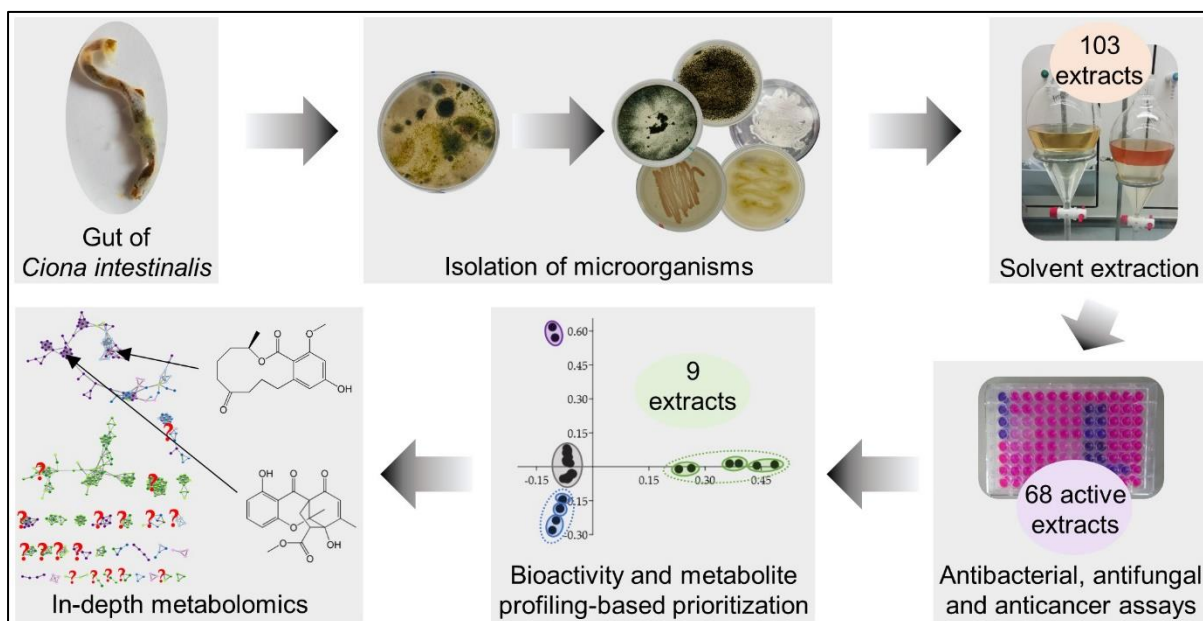 103
extracts
Gut of
Ciona intestinalis
Isolation of microorganisms
Solvent extraction
68 active
extracts
Antibacterial, antifungal
and anticancer assays
0.60
0.45
0.30
0.15
-0.15
0.15
0.30
0.45
-0.15
-0.30
9
extracts
Bioactivity and metabolite
profiling-based prioritization
O
O
O
OH
O
OH
O
O
O
O
O
O
OH
? ? ? ? ? ? ? ? ? ? ? ? ? ? ? ? ? ?
In-depth metabolomics